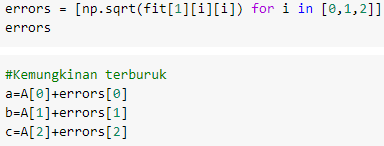 errors = [np.sqrt(fit[1][i][i]) for i in [0,1,2]]
errors
#Kemungkinan terburuk
a=A[0]+errors[0]
b=A[1]+errors[1]
c=A[2]+errors[2]